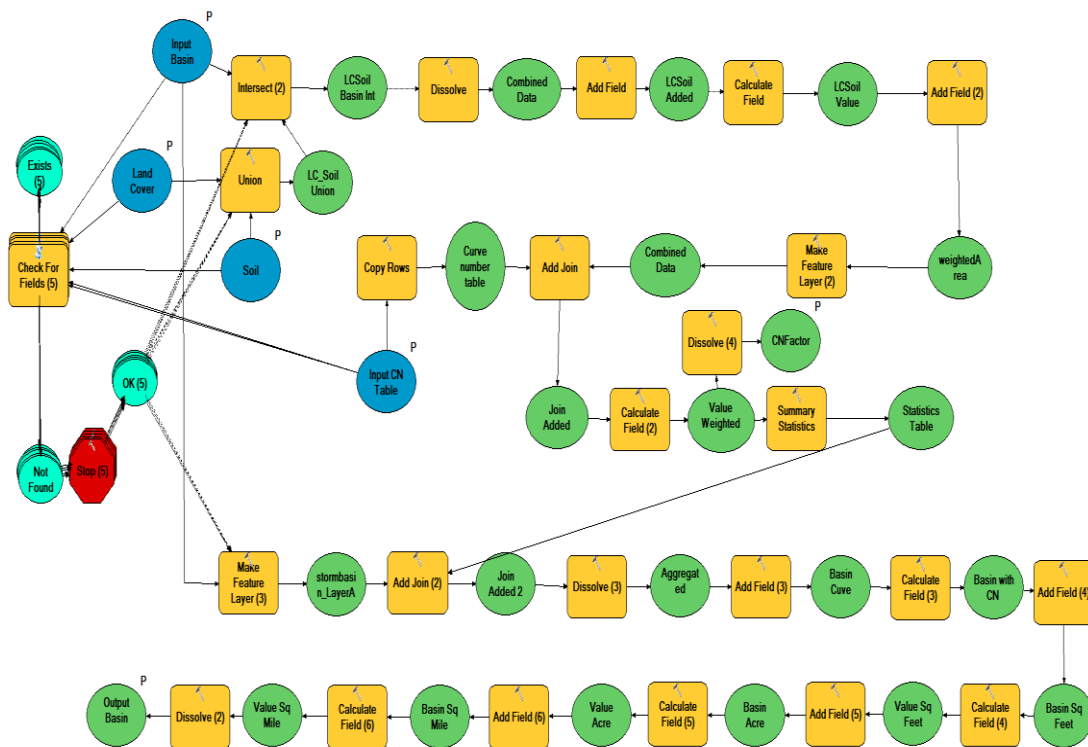 P
Input
Basin
Intersect (2)
LCSoil
Basin Int
Dissolve
Combined
Data
Add Field
LCSoil
Added
Calculate
Field
LCSoil
Value
Add Field (2)
Exists
(5)
P
Land
Cover
Union
LC_Soil
Union
Check For
Fields (5)
P
Soil
Copy Rows
Curve
number
table
Add Join
Combined
Data
Make
Feature
Layer (2)
weightedA
rea
P
Dissolve (4)
CNFactor
OK (5)
P
Input CN
Table
Join
Added
Calculate
Field (2)
Value
Weighted
Summary
Statistics
Statistics
Table
Not
Found
Stop (5)
Make
Feature
Layer (3)
stormbasi
n_LayerA
Add Join (2)
Join
Added 2
Dissolve (3)
Aggregat
ed
Add Field (3)
Basin
Cuve
Calculate
Field (3)
Basin with
CN
Add Field (4)
P
Output
Basin
Dissolve (2)
Value Sq
Mile
Calculate
Field (6)
Basin Sq
Mile
Add Field (6)
Value
Acre
Calculate
Field (5)
Basin
Acre
Add Field (5)
Value Sq
Feet
Calculate
Field (4)
Basin Sq
Feet